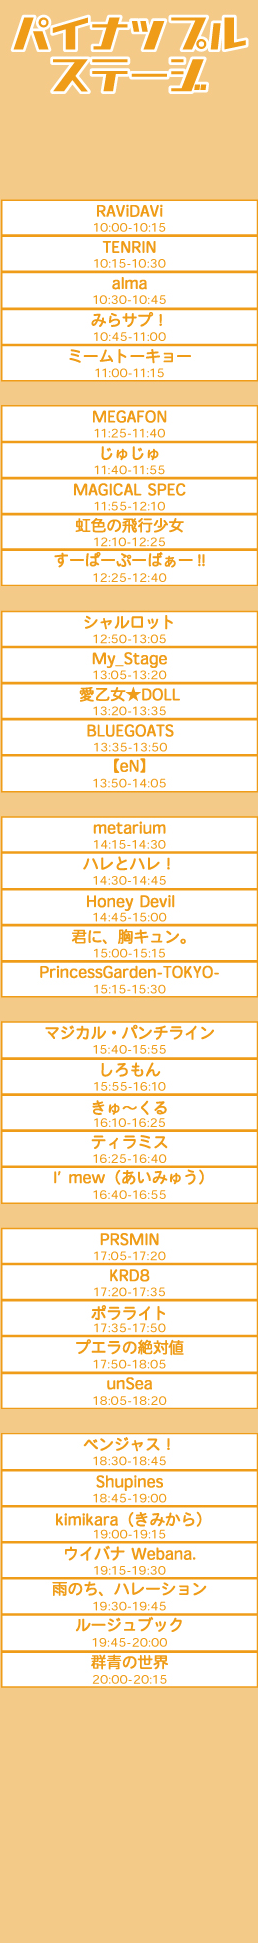 パイナップル
ステージ
RAViDAVi
10:00-10:15
TENRIN
10:15-10:30
alma
10:30-10:45
みらサプ！
10:45-11:00
ミームトーキョー
11:00-11:15
MEGAFON
11:25-11:40
じゅじゅ
11:40-11:55
MAGICAL SPEC
11:55-12:10
虹色の飛行少女
12:10-12:25
すーぱーぷーばぁー!!
12:25-12:40
シャルロット
12:50-13:05
My_Stage
13:05-13:20
愛乙女★DOLL
13:20-13:35
BLUEGOATS
13:35-13:50
【eN】
13:50-14:05
metarium
14:15-14:30
ハレとハレ！
14:30-14:45
Honey Devil
14:45-15:00
君に、胸キュン。
15:00-15:15
PrincessGarden-TOKYO-
15:15-15:30
マジカル・パンチライン
15:40-15:55
しろもん
15:55-16:10
きゅ～くる
16:10-16:25
ティラミス
16:25-16:40
I’mew（あいみゅう）
16:40-16:55
PRSMIN
17:05-17:20
KRD8
17:20-17:35
ポラライト
17:35-17:50
プエラの絶対値
17:50-18:05
unSea
18:05-18:20
ベンジャス！
18:30-18:45
Shupines
18:45-19:00
kimikara（きみから）
19:00-19:15
ウイバナ Webana.
19:15-19:30
雨のち、ハレーション
19:30-19:45
ルージュブック
19:45-20:00
群青の世界
20:00-20:15